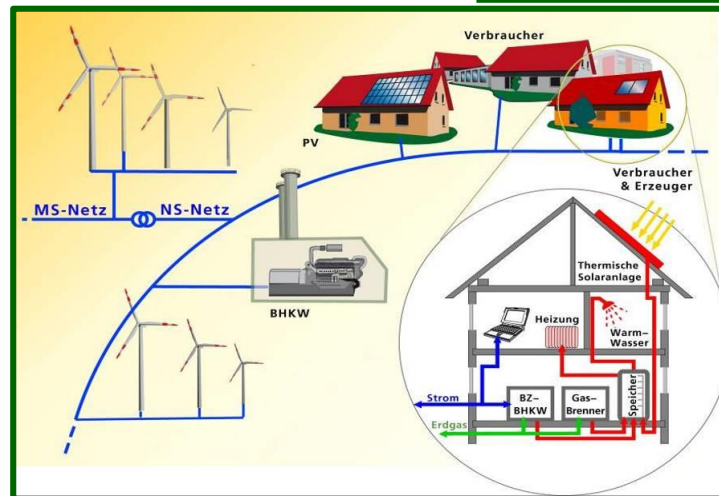 Verbraucher
PV
Verbraucher
& Erzeuger
MS-Netz
NS-Netz
BHKW
Thermische
Solaranlage
Heizung
Warm-
Wasser
Strom
BZ-
BHKW
Gas-
Brenner
Speicher
Erdgas